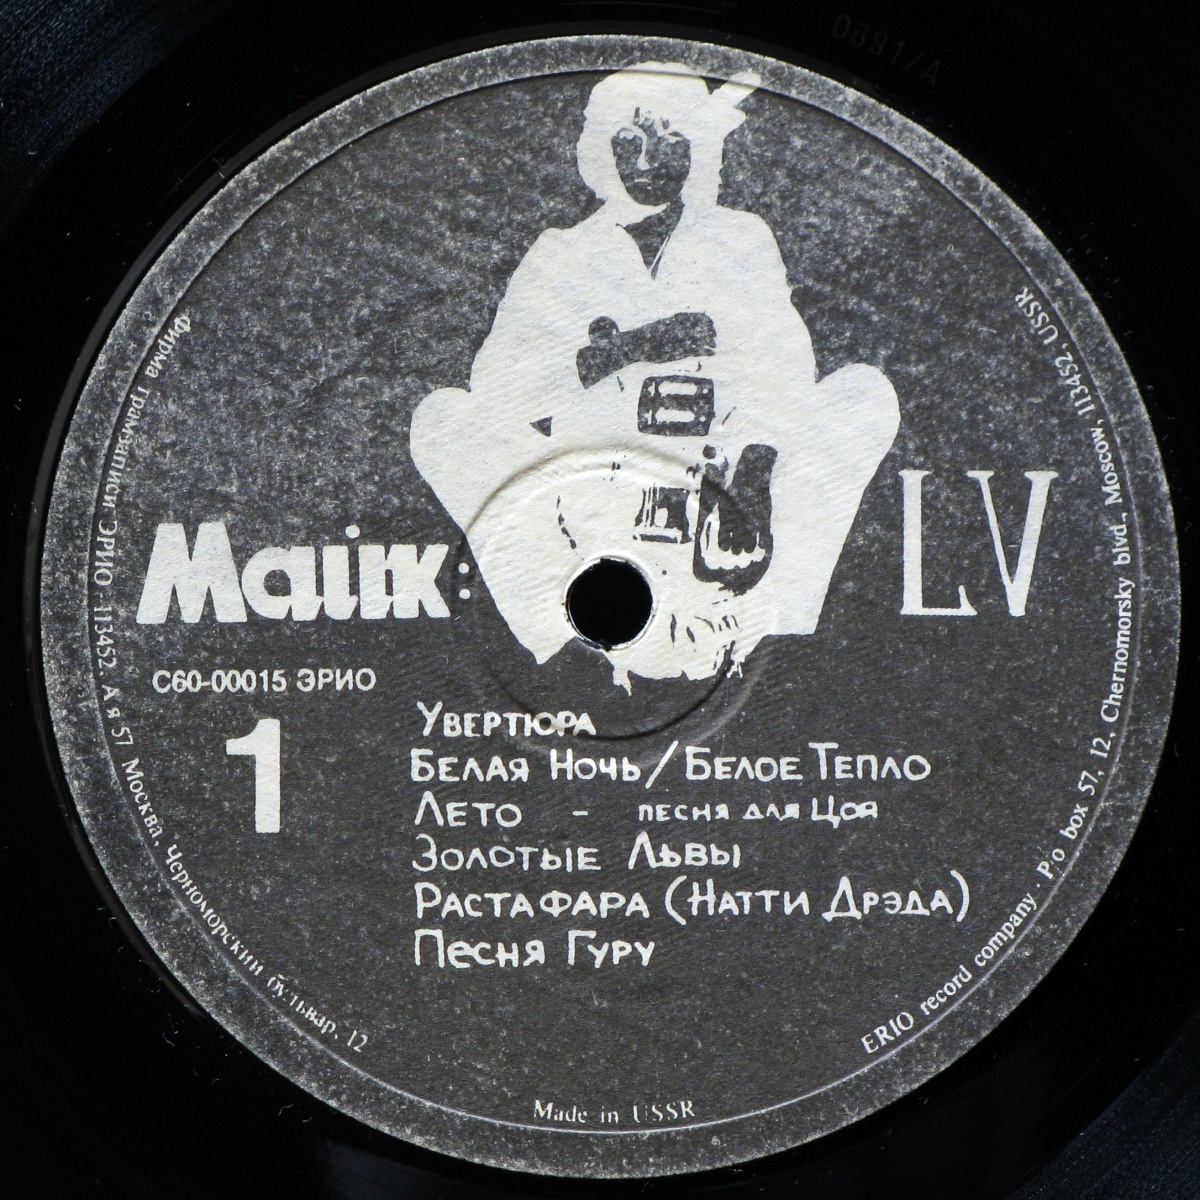 0891/A
Майк:
LV
С60-00015 ЭРИО
1
Увертюра
Белая Ночь/Белое Тепло
Лето - песня для Цоя
Золотые Львы
Растафара (Натти Дрэда)
Песня Гуру
Фирма грамзаписи ЭРИО · 113452, А я 57 Москва, Черноморский бульвар, 12
ERIO record company · P.o box 57, 12, Chernomorsky blvd., Moscow, 113452, USSR
Made in USSR